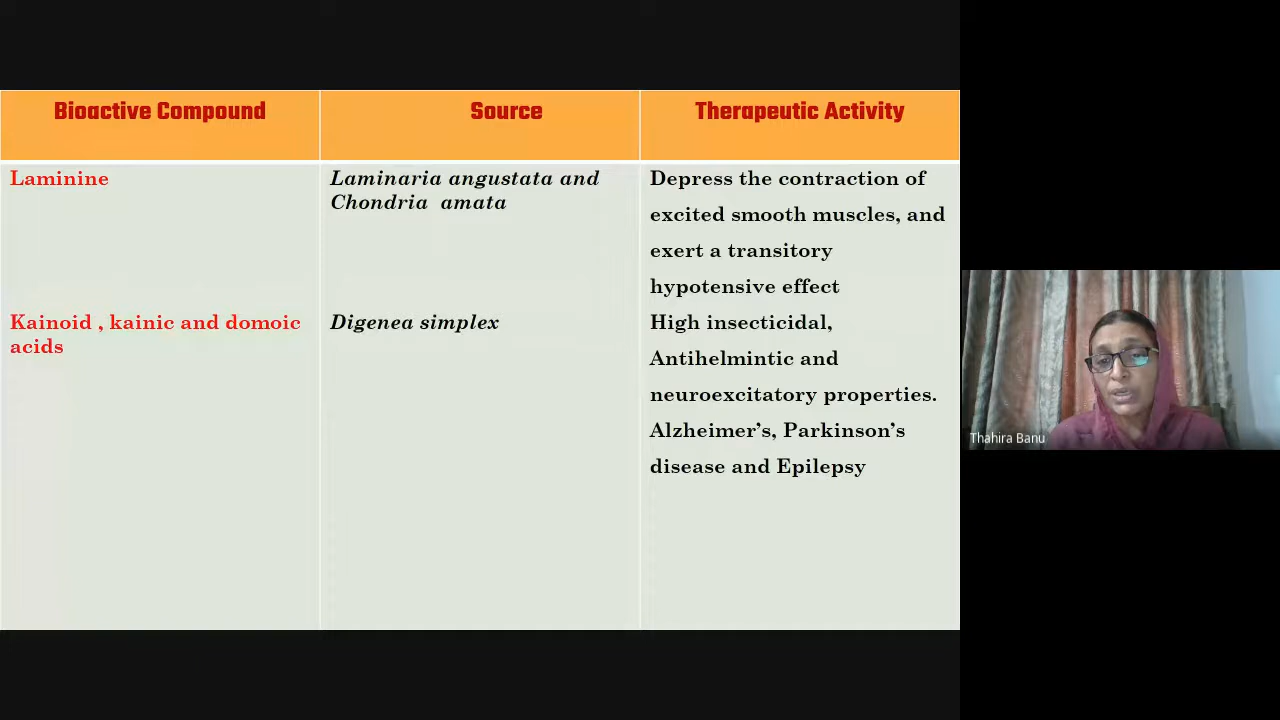 Bioactive Compound
Source
Therapeutic Activity
Laminine
Laminaria angustata and
Chondria amata
Depress the contraction of
excited smooth muscles, and
exert a transitory
hypotensive effect
Kainoid , kainic and domoic
acids
Digenea simplex
High insecticidal,
Antihelmintic and
neuroexcitatory properties.
Alzheimer’s, Parkinson’s
disease and Epilepsy
Thahira Banu